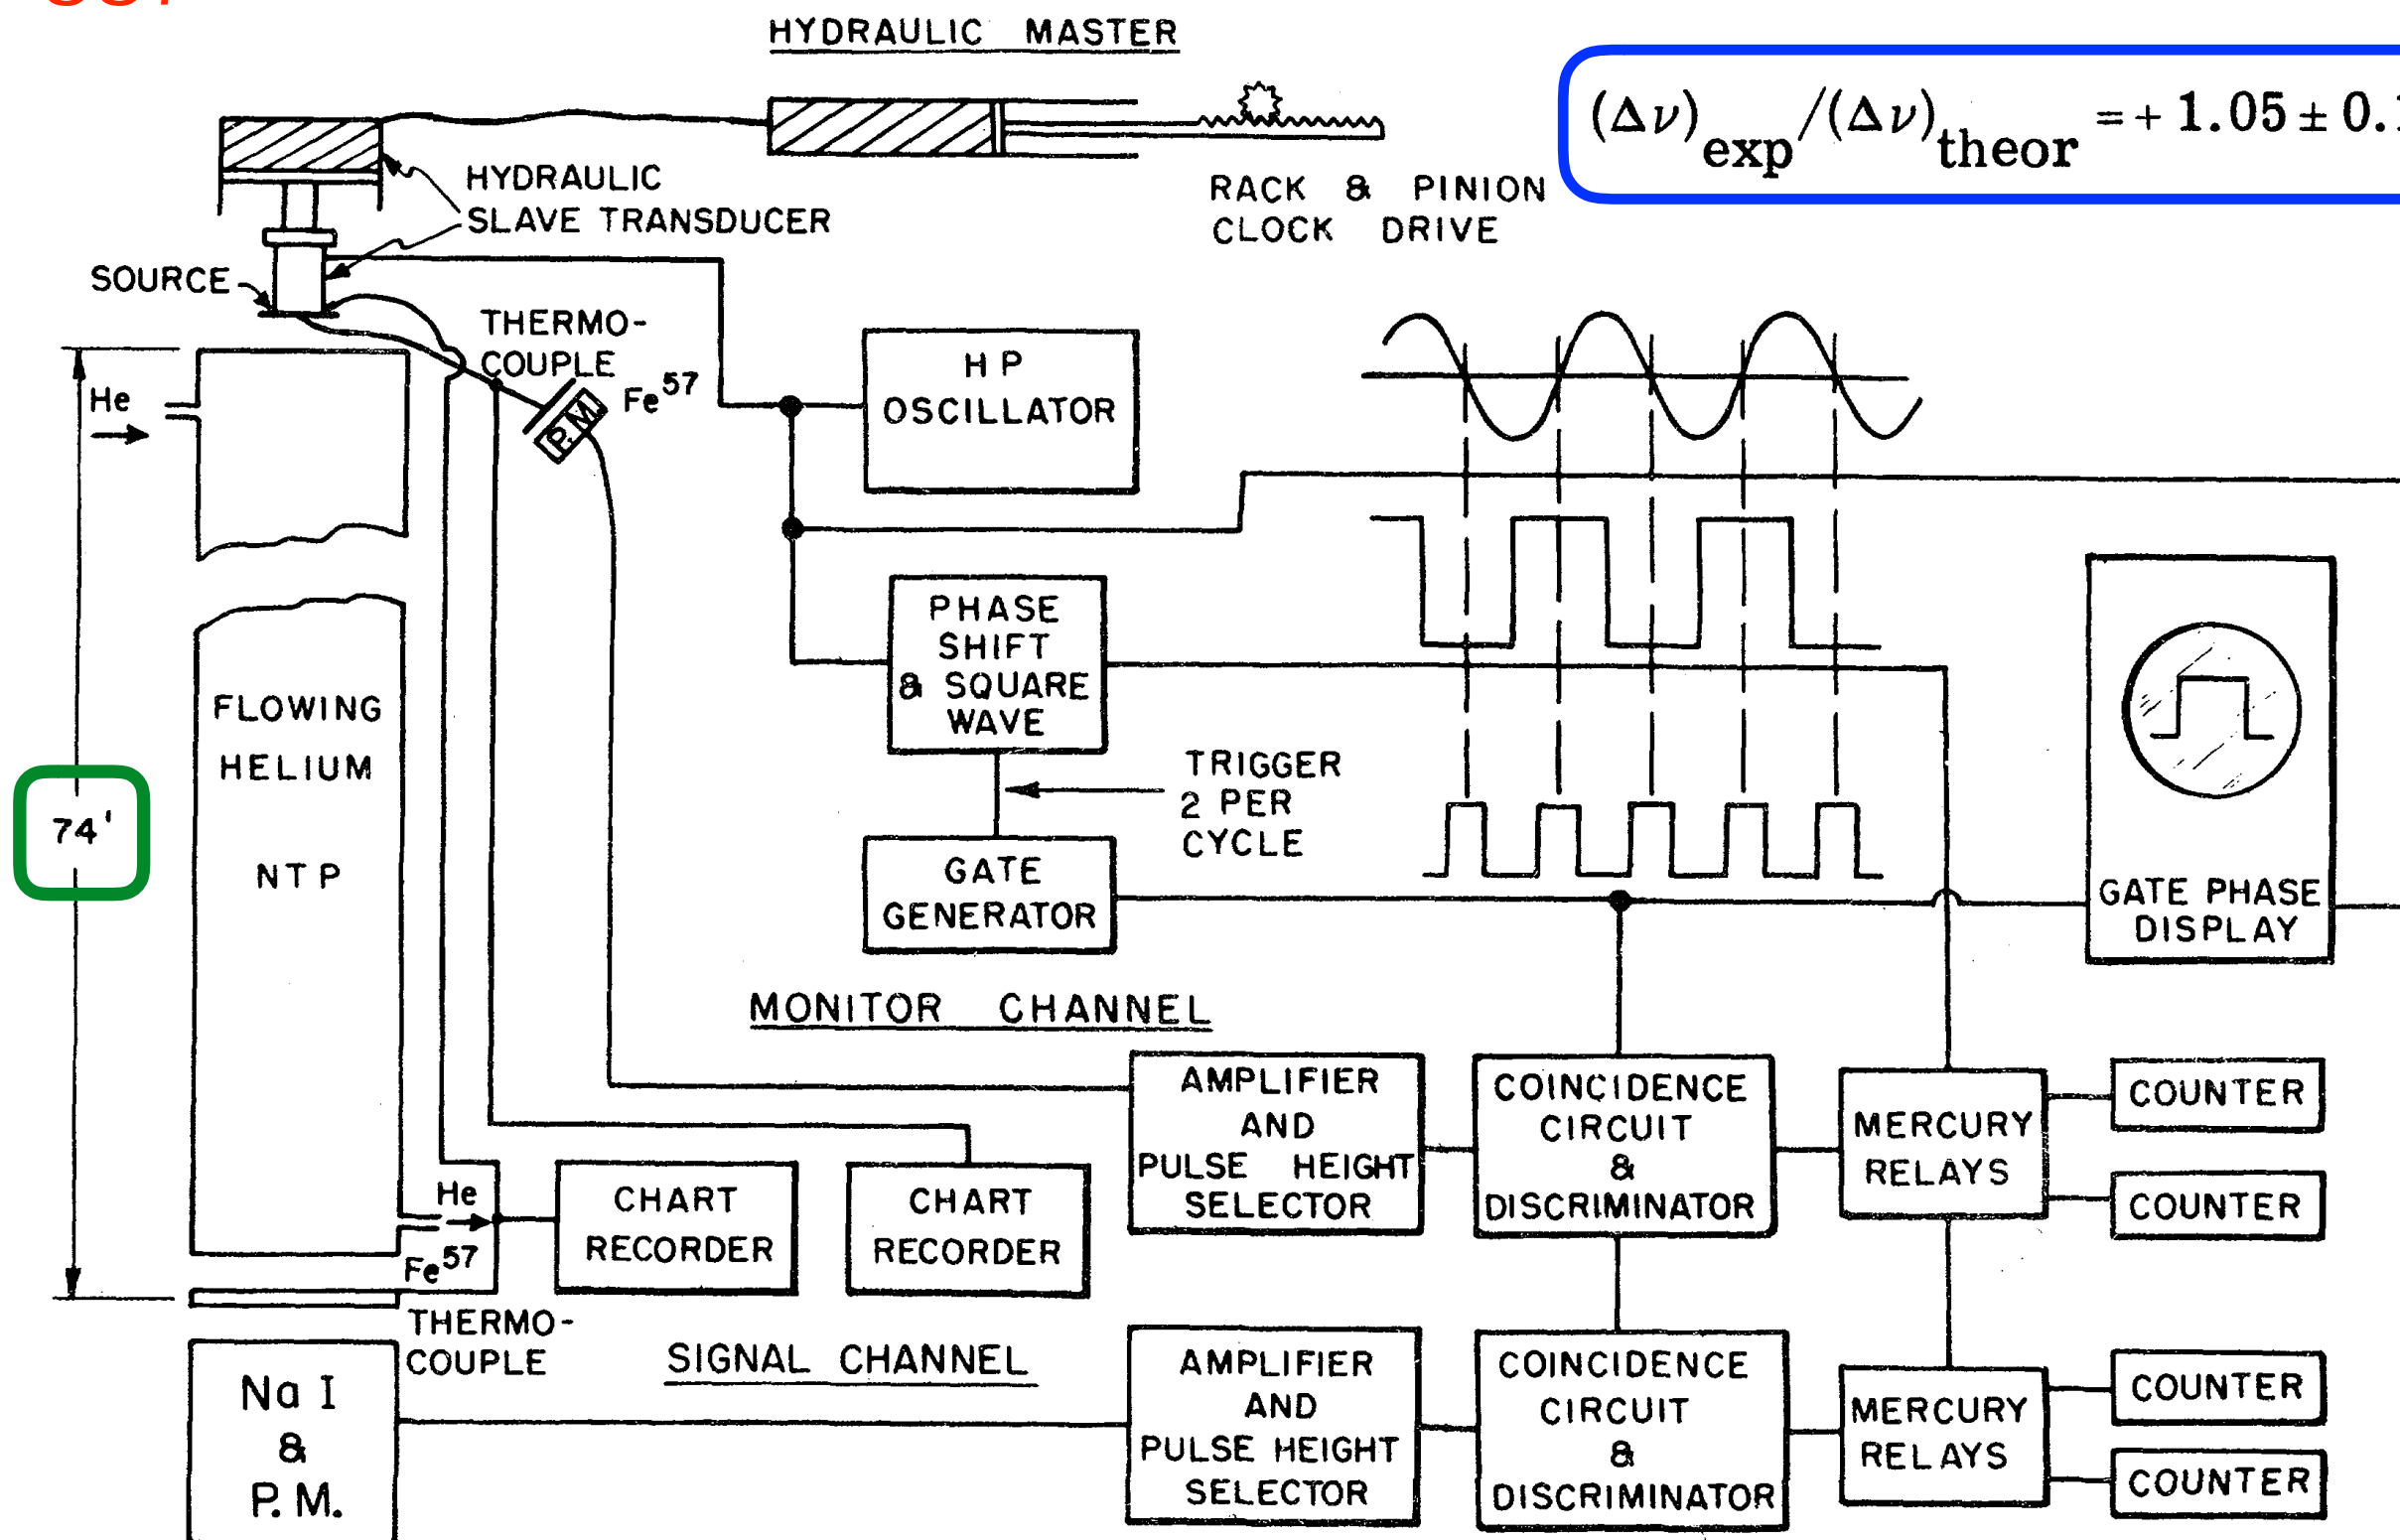 HYDRAULIC MASTER
(Δν)exp/(Δν)theor = + 1.05 ± 0.
HYDRAULIC
SLAVE TRANSDUCER
RACK & PINION
CLOCK DRIVE
SOURCE
THERMO-
COUPLE
Fe57
P.M.
He
HP
OSCILLATOR
PHASE
SHIFT
& SQUARE
WAVE
FLOWING
HELIUM
NTP
74'
TRIGGER
2 PER
CYCLE
GATE
GENERATOR
GATE PHASE
DISPLAY
MONITOR CHANNEL
AMPLIFIER
AND
PULSE HEIGHT
SELECTOR
COINCIDENCE
CIRCUIT
&
DISCRIMINATOR
MERCURY
RELAYS
COUNTER
COUNTER
He
Fe57
CHART
RECORDER
CHART
RECORDER
THERMO-
COUPLE
SIGNAL CHANNEL
Na I
&
P.M.
AMPLIFIER
AND
PULSE HEIGHT
SELECTOR
COINCIDENCE
CIRCUIT
&
DISCRIMINATOR
MERCURY
RELAYS
COUNTER
COUNTER